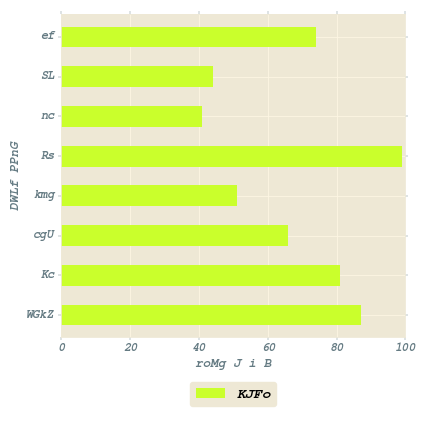 ef
SL
nc
Rs
kmg
cgU
Kc
WGkZ
DWLf PPnG
0 20 40 60 80 100
roMg J i B
KJFo